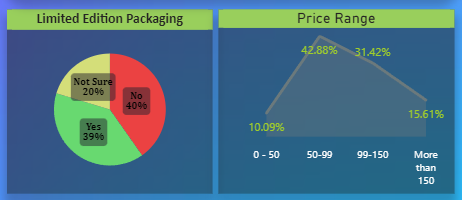 Limited Edition Packaging
Not Sure
20%
No
40%
Yes
39%
Price Range
42.88%
31.42%
10.09%
15.61%
0 - 50
50-99
99-150
More
than
150